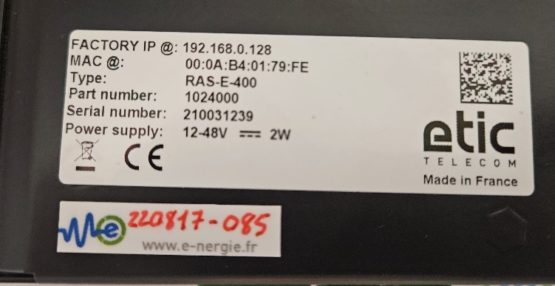 FACTORY IP @: 192.168.0.128
MAC @: 00:0A:B4:01:79:FE
Type: RAS-E-400
Part number: 1024000
Serial number: 210031239
Power supply: 12-48V ⎓ 2W
CE
etic
TELECOM
Made in France
e 220817-085
www.e-nergie.fr